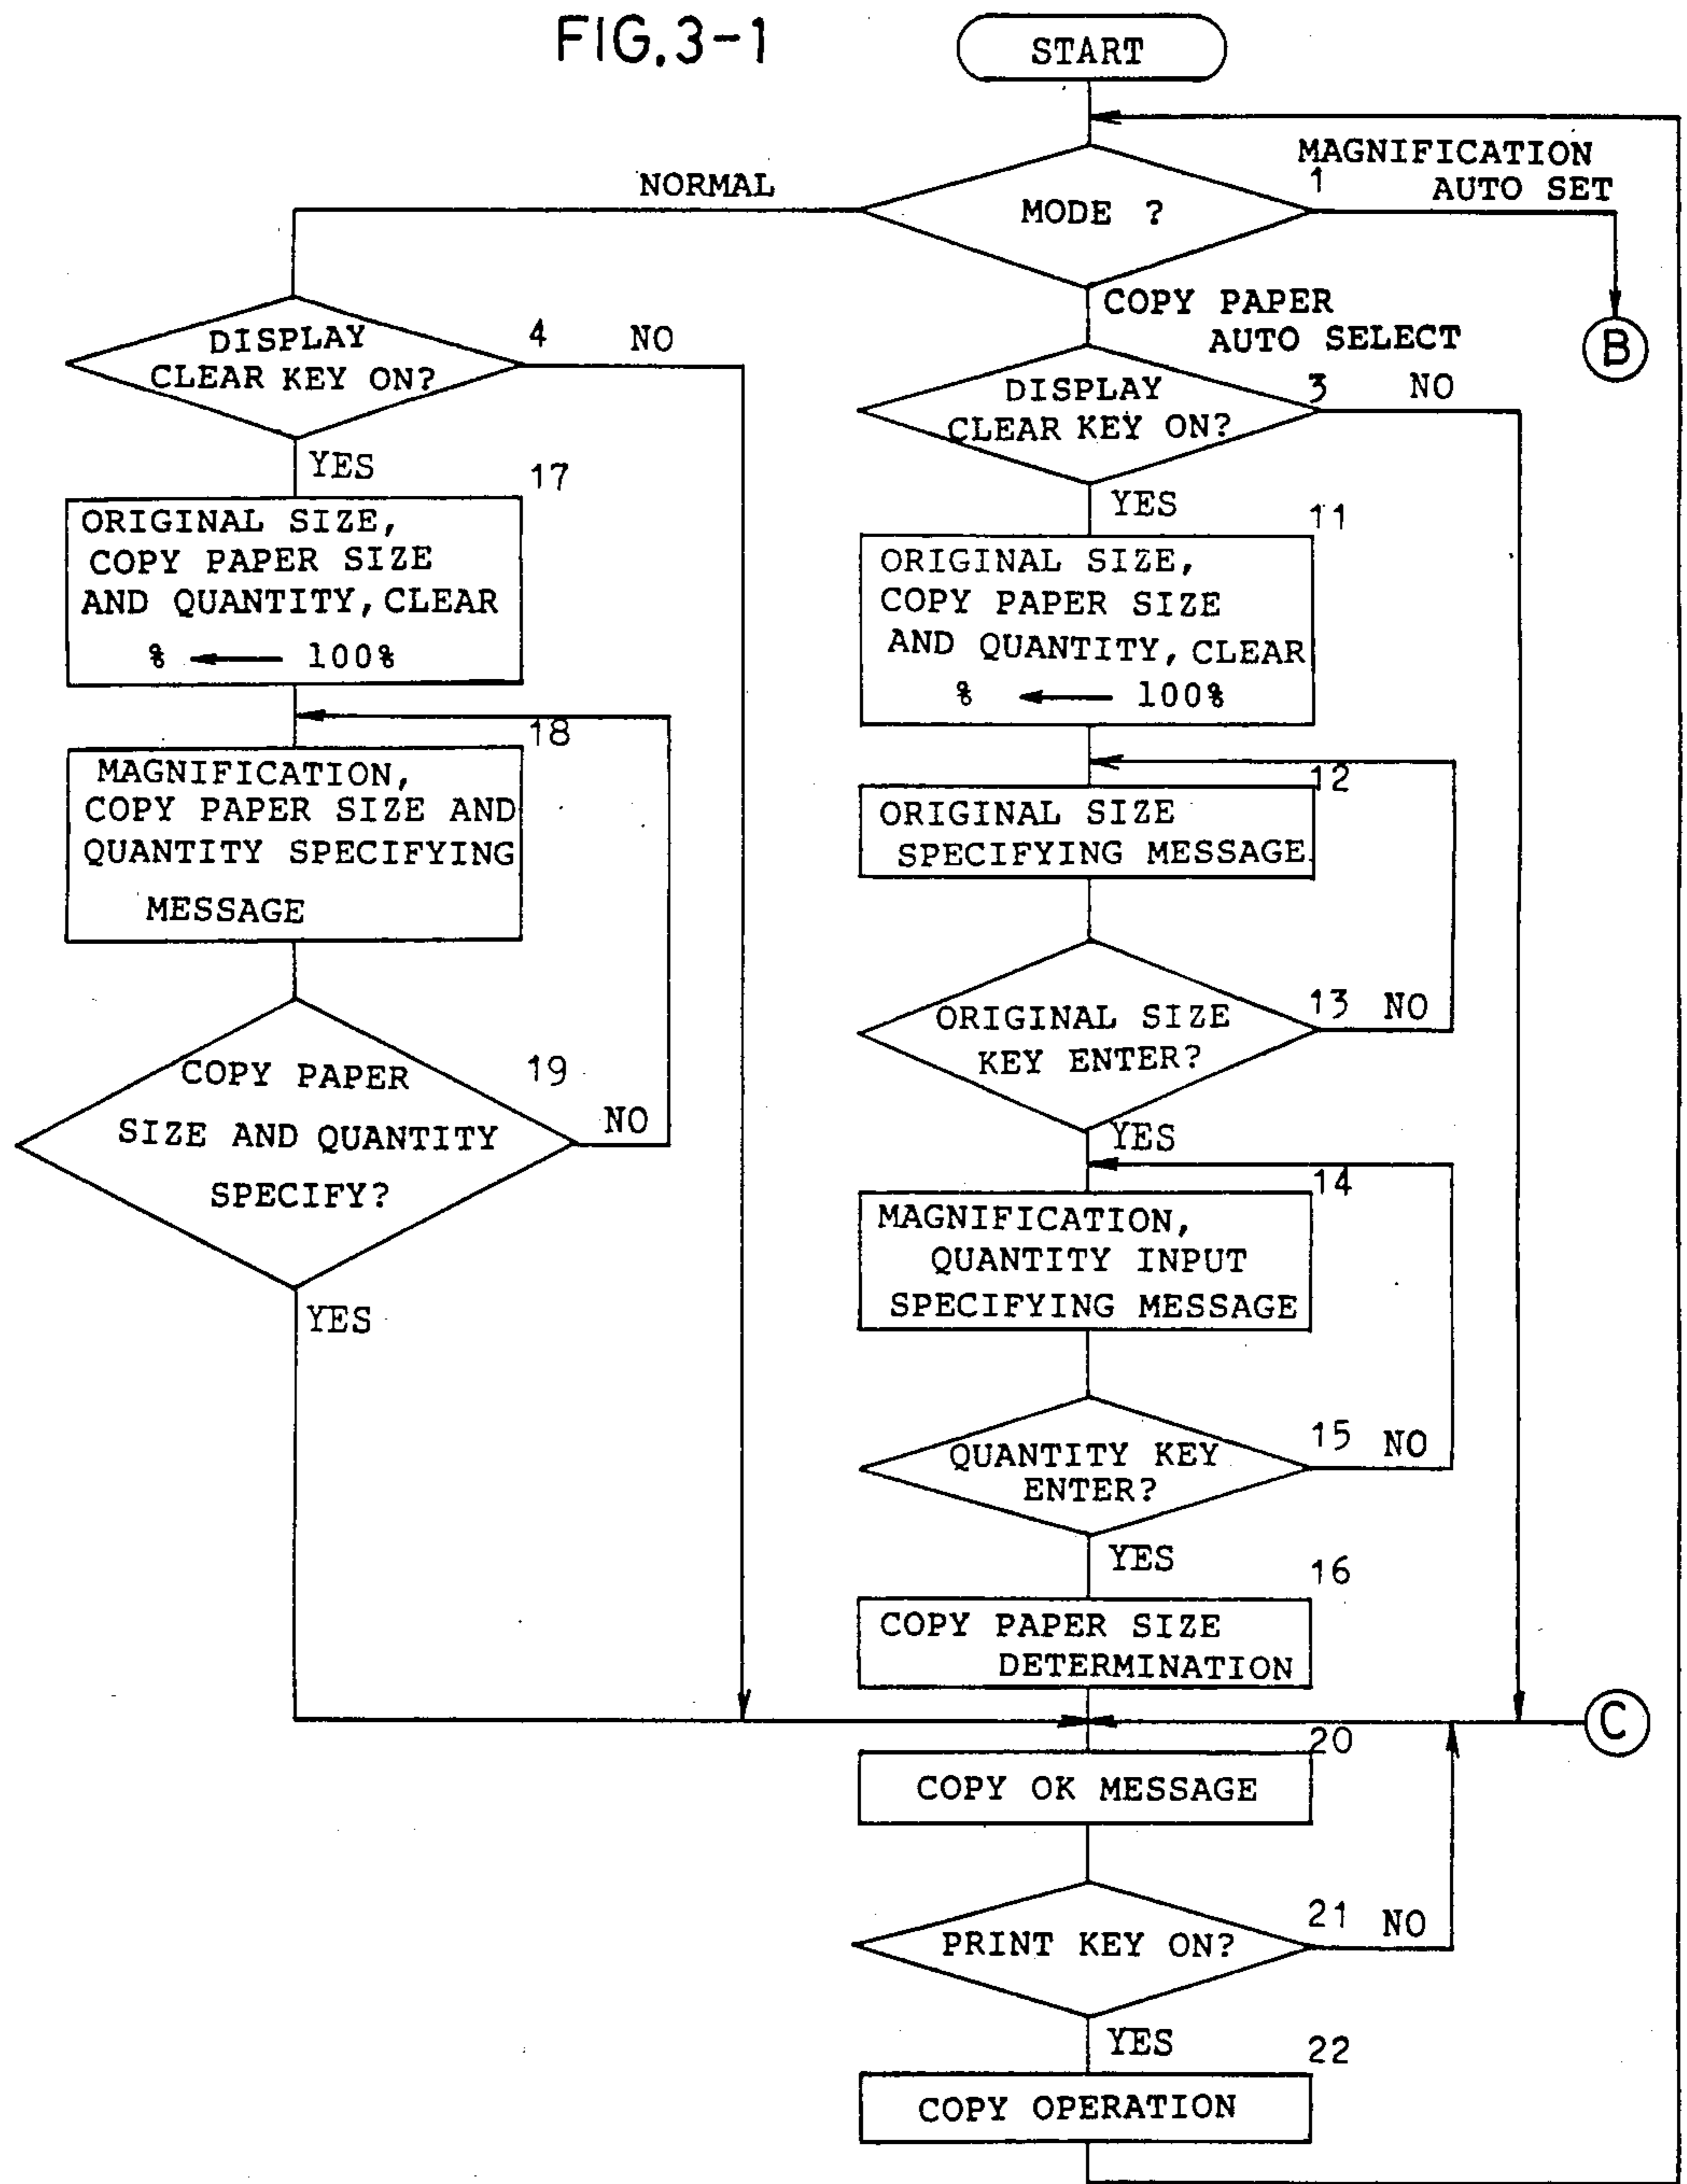 FIG.3-1
START
MAGNIFICATION
AUTO SET
1
NORMAL
MODE ?
B
COPY PAPER
AUTO SELECT
DISPLAY
CLEAR KEY ON?
4 NO
DISPLAY
CLEAR KEY ON?
3 NO
YES
17
ORIGINAL SIZE,
COPY PAPER SIZE
AND QUANTITY, CLEAR
% ← 100%
YES
11
ORIGINAL SIZE,
COPY PAPER SIZE
AND QUANTITY, CLEAR
% ← 100%
18
MAGNIFICATION,
COPY PAPER SIZE AND
QUANTITY SPECIFYING
MESSAGE
12
ORIGINAL SIZE
SPECIFYING MESSAGE
13 NO
ORIGINAL SIZE
KEY ENTER?
YES
19
COPY PAPER
SIZE AND QUANTITY
SPECIFY?
NO
YES
14
MAGNIFICATION,
QUANTITY INPUT
SPECIFYING MESSAGE
15 NO
QUANTITY KEY
ENTER?
YES
16
COPY PAPER SIZE
DETERMINATION
C
20
COPY OK MESSAGE
21 NO
PRINT KEY ON?
YES
22
COPY OPERATION